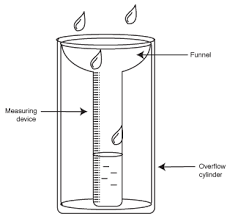 Funnel
Measuring
device
Overflow
cylinder